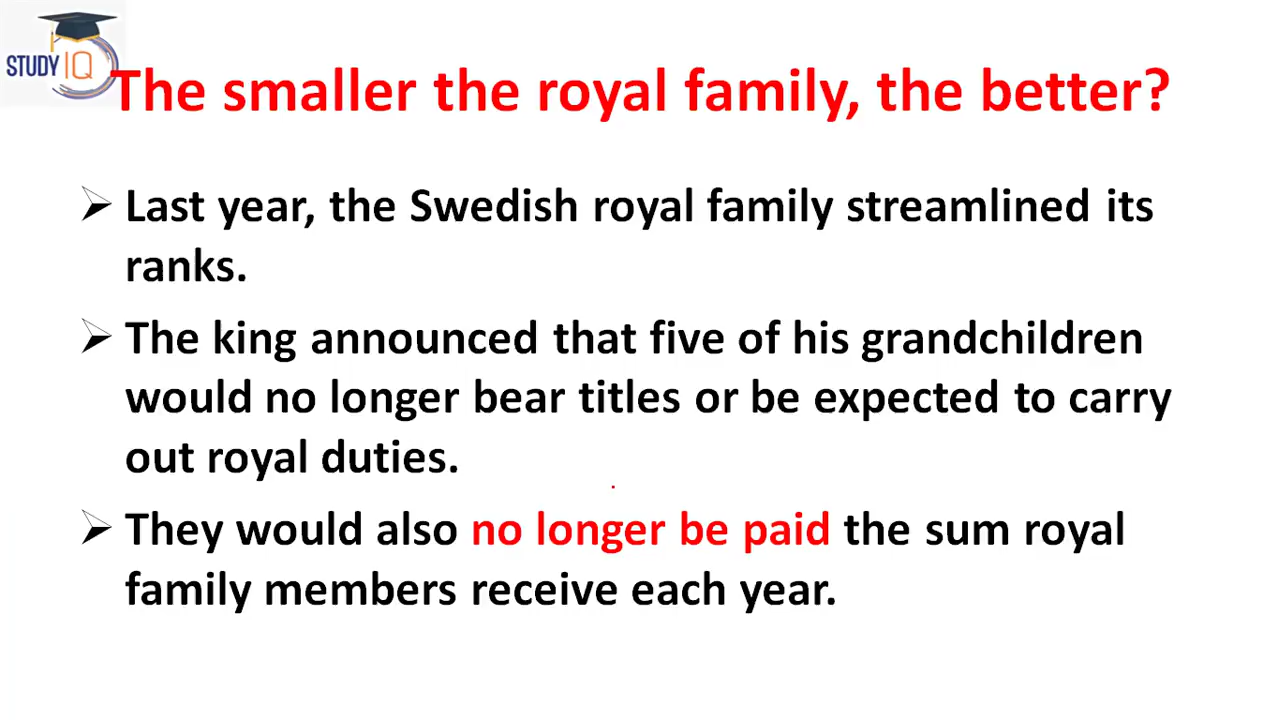 STUDY IQ
The smaller the royal family, the better?
Last year, the Swedish royal family streamlined its
ranks.
The king announced that five of his grandchildren
would no longer bear titles or be expected to carry
out royal duties.
They would also no longer be paid the sum royal
family members receive each year.